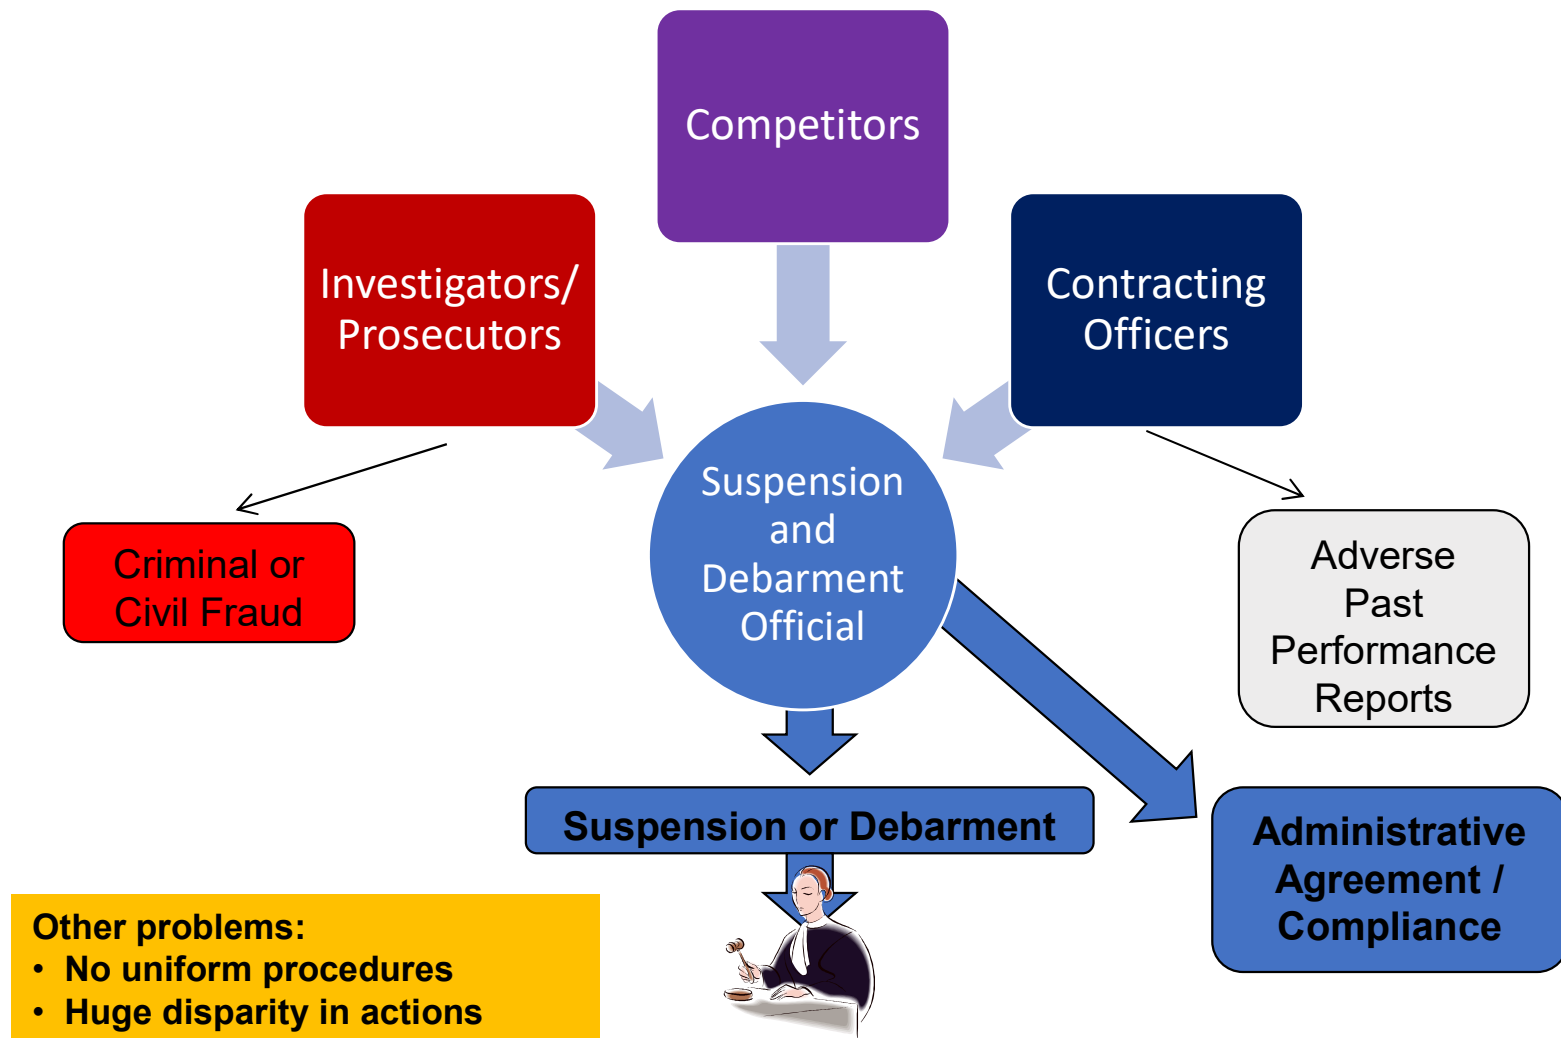 Competitors
Investigators/
Prosecutors
Contracting
Officers
Suspension
and
Debarment
Official
Criminal or
Civil Fraud
Adverse
Past
Performance
Reports
Suspension or Debarment
Administrative
Agreement /
Compliance
Other problems:
• No uniform procedures
• Huge disparity in actions